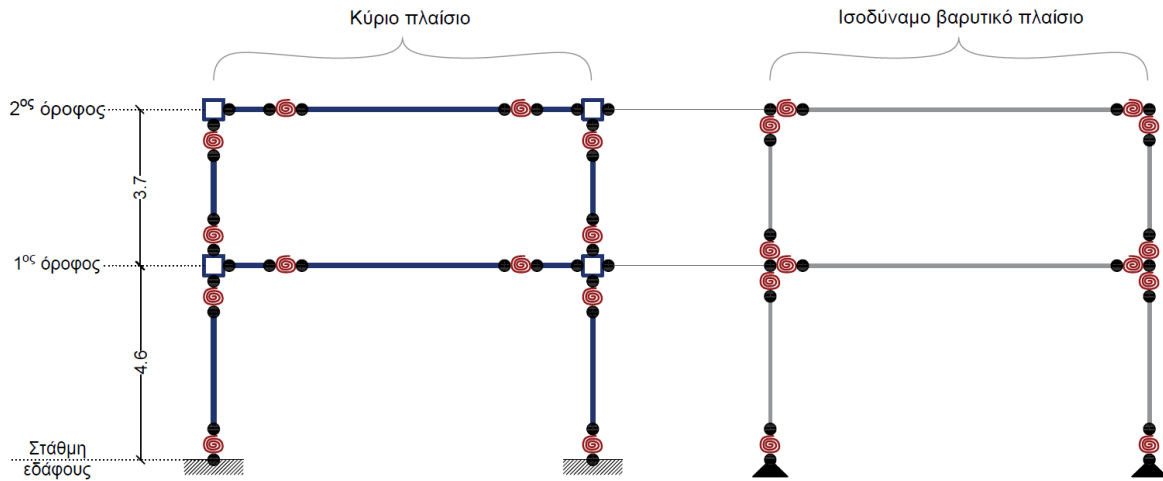 Κύριο πλαίσιο
Ισοδύναμο βαρυτικό πλαίσιο
2ος όροφος
3.7
1ος όροφος
4.6
Στάθμη
εδάφους